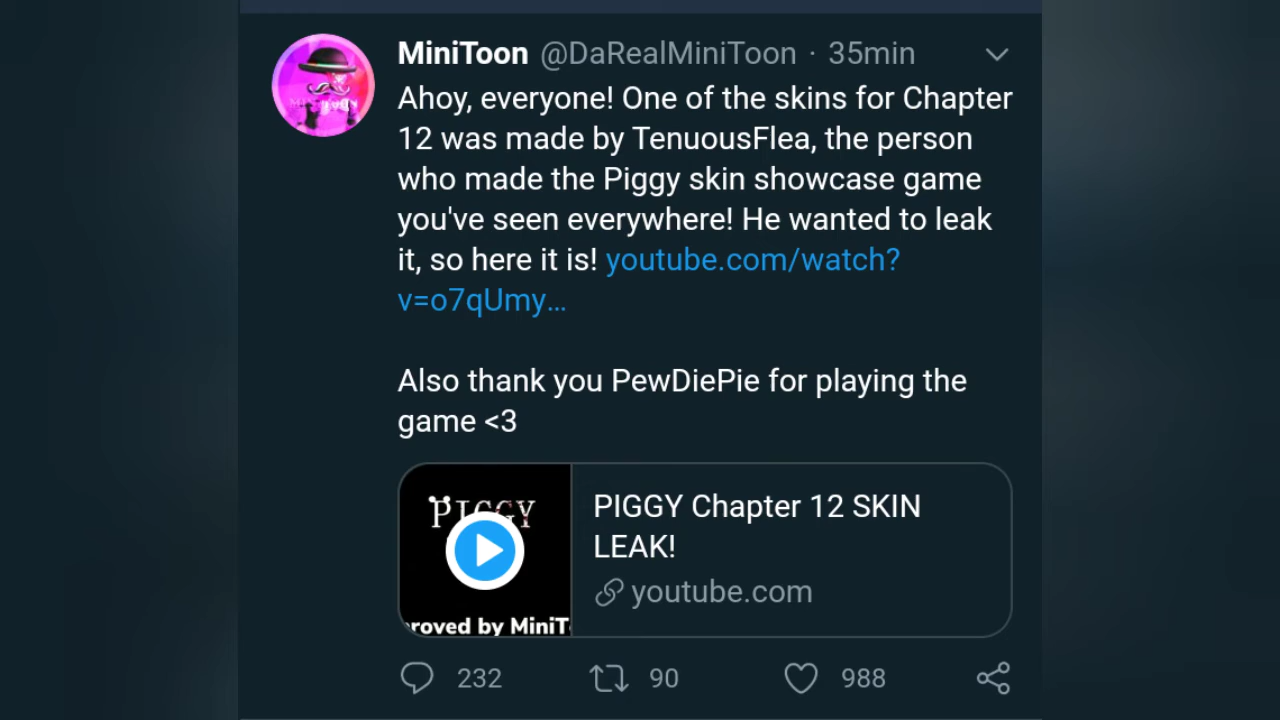 MiniToon @DaRealMiniToon · 35min
Ahoy, everyone! One of the skins for Chapter
12 was made by TenuousFlea, the person
who made the Piggy skin showcase game
you've seen everywhere! He wanted to leak
it, so here it is! youtube.com/watch?
v=o7qUmy…
Also thank you PewDiePie for playing the
game <3
PIGGY
roved by MiniT
PIGGY Chapter 12 SKIN
LEAK!
youtube.com
232 90 988